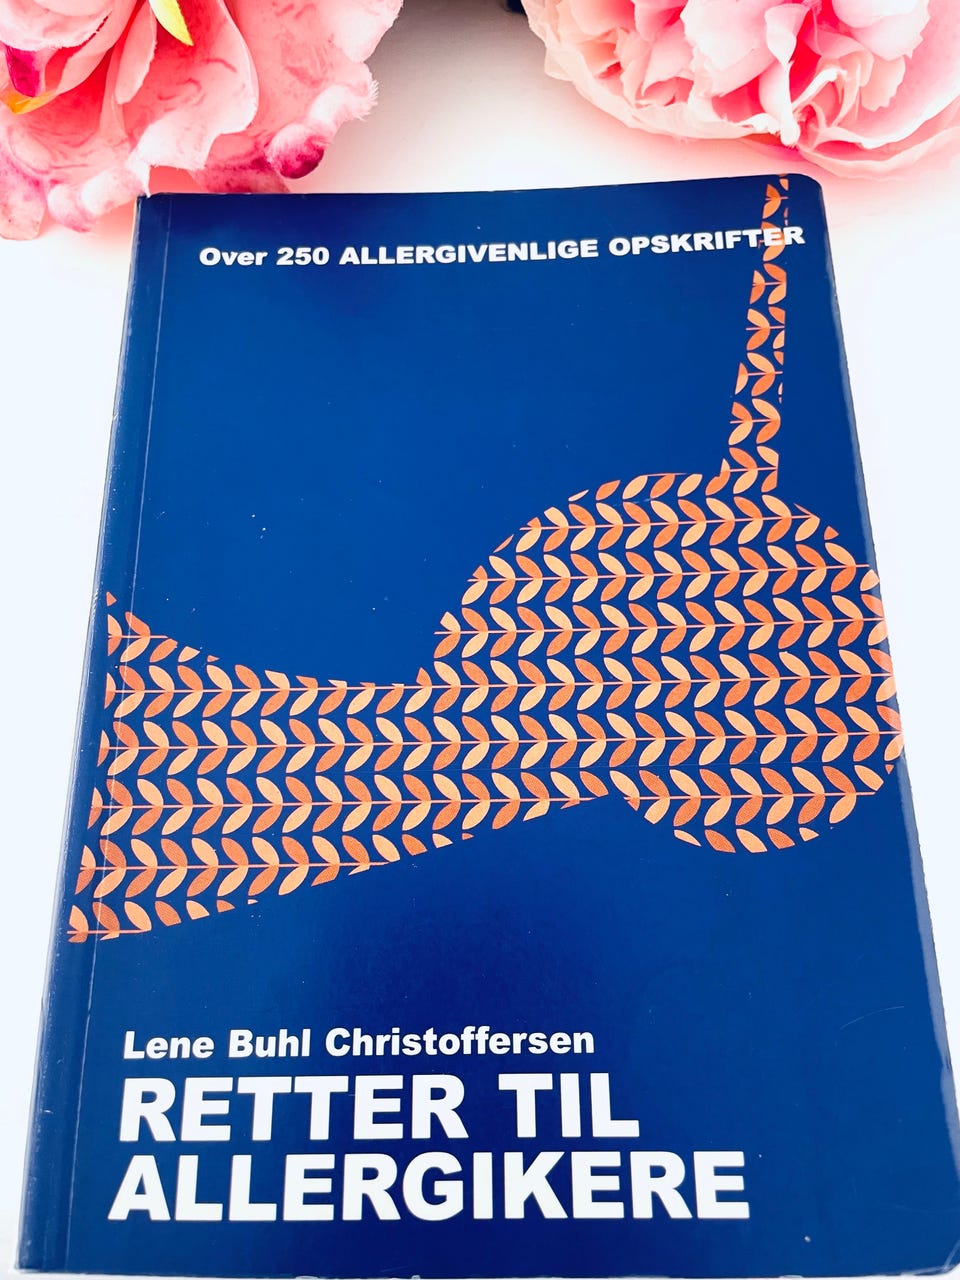 Over 250 ALLERGIVENLIGE OPSKRIFTER
Lene Buhl Christoffersen
RETTER TIL
ALLERGIKERE